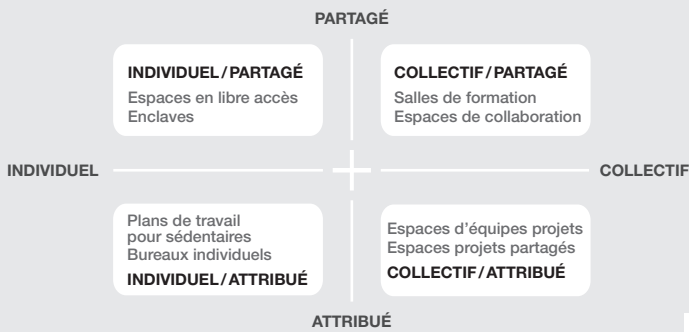 PARTAGÉ
INDIVIDUEL/PARTAGÉ
Espaces en libre accès
Enclaves
COLLECTIF/PARTAGÉ
Salles de formation
Espaces de collaboration
INDIVIDUEL
COLLECTIF
Plans de travail
pour sédentaires
Bureaux individuels
INDIVIDUEL/ATTRIBUÉ
Espaces d’équipes projets
Espaces projets partagés
COLLECTIF/ATTRIBUÉ
ATTRIBUÉ